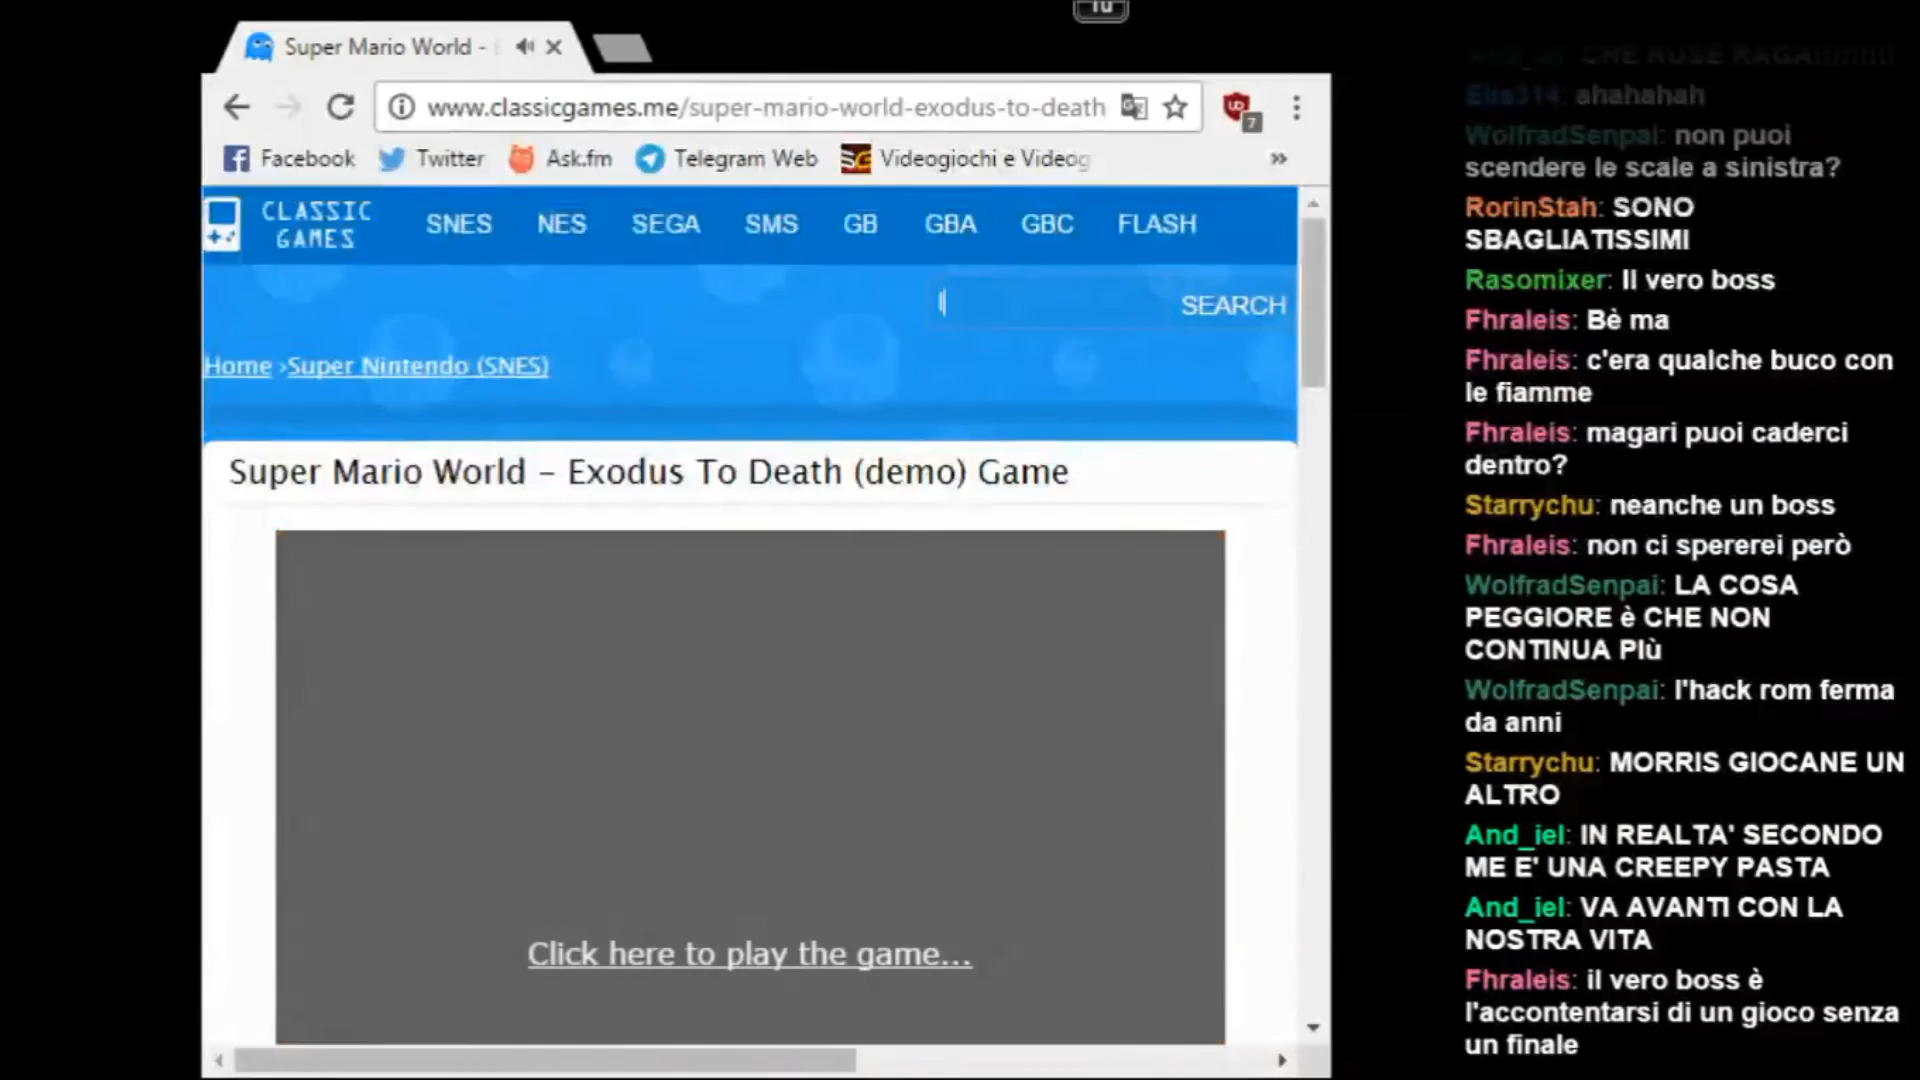 Super Mario World -
www.classicgames.me/super-mario-world-exodus-to-death
7
Facebook
Twitter
Ask.fm
Telegram Web
Videogiochi e Videog
»
CLASSIC
GAMES
SNES
NES
SEGA
SMS
GB
GBA
GBC
FLASH
SEARCH
Home ›Super Nintendo (SNES)
Super Mario World – Exodus To Death (demo) Game
Click here to play the game...
CHE RUSE RAGA
Elia314: ahahahah
WolfradSenpai: non puoi
scendere le scale a sinistra?
RorinStah: SONO
SBAGLIATISSIMI
Rasomixer: Il vero boss
Fhraleis: Bè ma
Fhraleis: c'era qualche buco con
le fiamme
Fhraleis: magari puoi caderci
dentro?
Starrychu: neanche un boss
Fhraleis: non ci spererei però
WolfradSenpai: LA COSA
PEGGIORE è CHE NON
CONTINUA PIù
WolfradSenpai: l'hack rom ferma
da anni
Starrychu: MORRIS GIOCANE UN
ALTRO
And_iel: IN REALTA' SECONDO
ME E' UNA CREEPY PASTA
And_iel: VA AVANTI CON LA
NOSTRA VITA
Fhraleis: il vero boss è
l'accontentarsi di un gioco senza
un finale